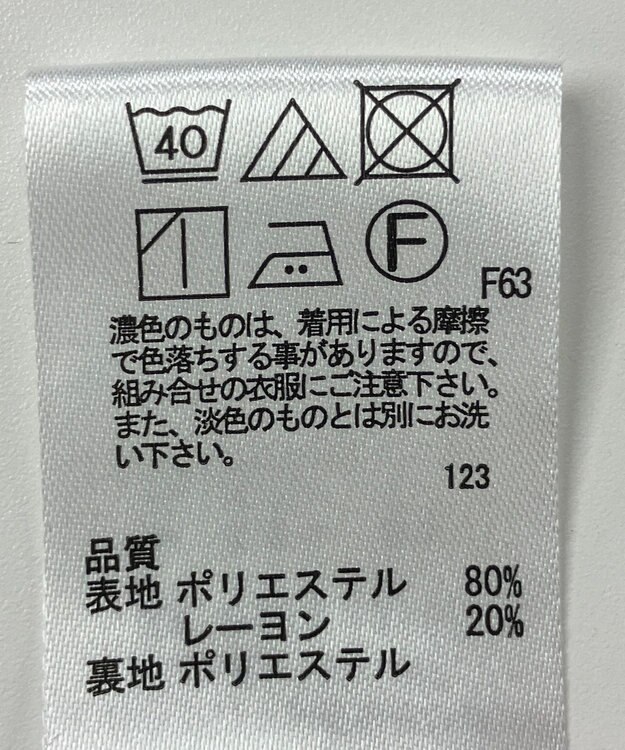 40
F
F63
濃色のものは、着用による摩擦
で色落ちする事がありますので、
組み合せの衣服にご注意下さい。
また、淡色のものとは別にお洗
い下さい。
123
品質
表地 ポリエステル 80%
レーヨン 20%
裏地 ポリエステル